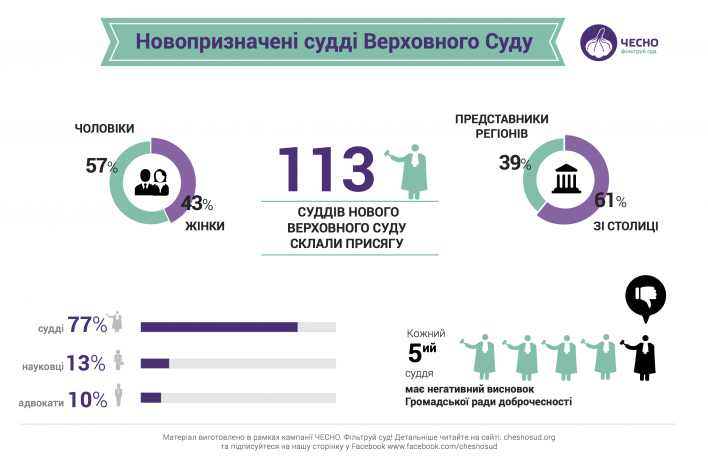 Новопризначені судді Верховного Суду
ЧЕСНО
фільтруй суд
ЧОЛОВІКИ
57%
43%
ЖІНКИ
113
СУДДІВ НОВОГО
ВЕРХОВНОГО СУДУ
СКЛАЛИ ПРИСЯГУ
ПРЕДСТАВНИКИ
РЕГІОНІВ
39%
61%
ЗІ СТОЛИЦІ
судді 77%
науковці 13%
адвокати 10%
Кожний
5ий
суддя
має негативний висновок
Громадської ради доброчесності
Матеріал виготовлено в рамках кампанії ЧЕСНО. Фільтруй суд! Детальніше читайте на сайті: chesnosud.org
та підписуйтеся на нашу сторінку у Facebook www.facebook.com/chesnosud